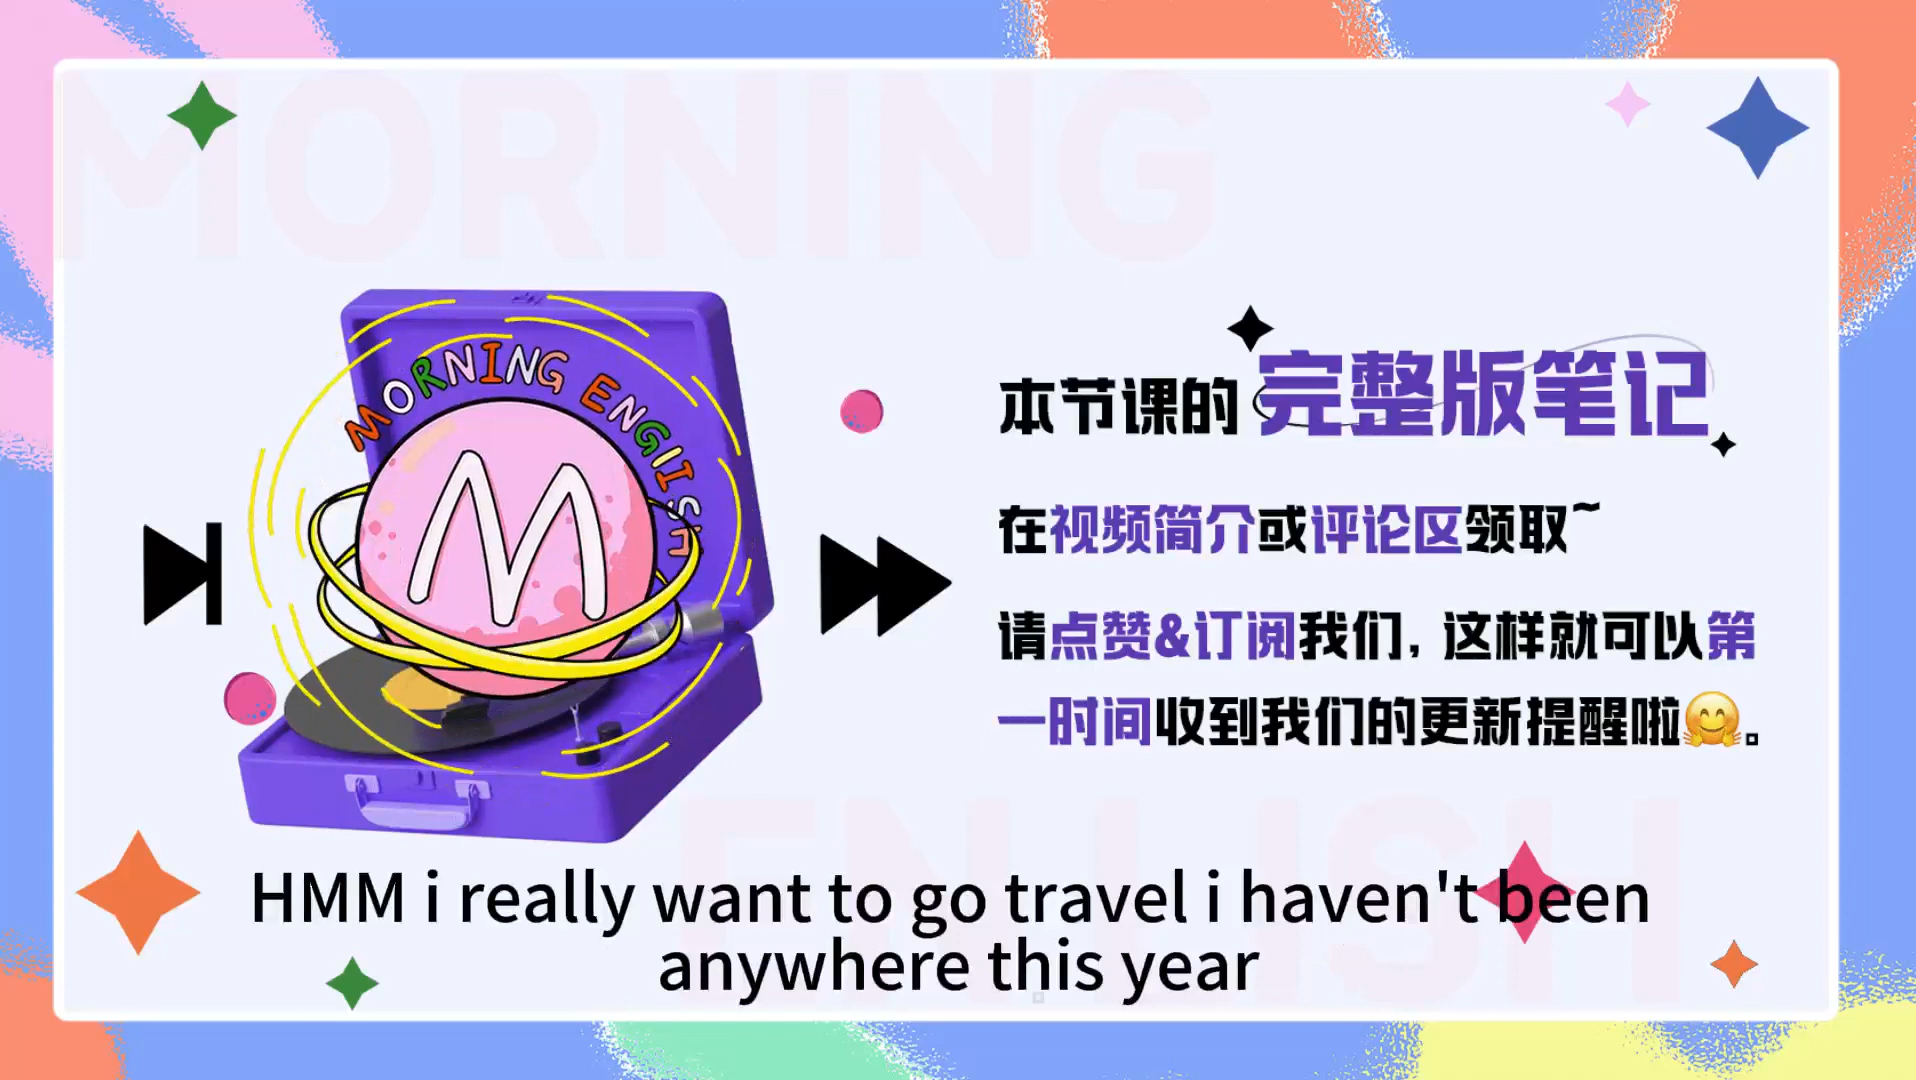 MORNING
MORNING ENGLISH
M
本节课的完整版笔记
在视频简介或评论区领取~
请点赞&订阅我们，这样就可以第
一时间收到我们的更新提醒啦🤗。
ENGLISH
HMM i really want to go travel i haven't been
anywhere this year